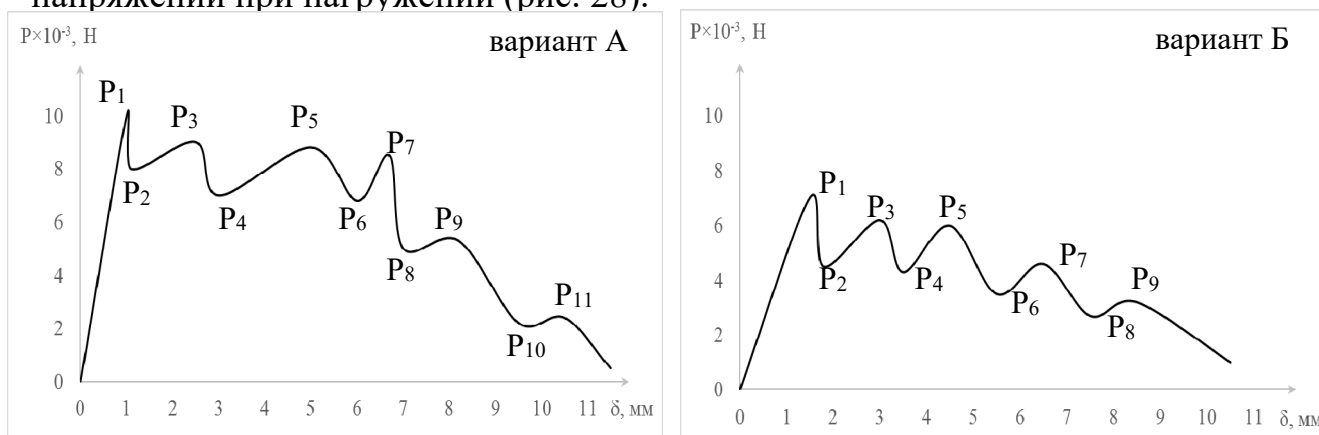 напряжений при нагружении (рис. 28).
P×10⁻³, Н
вариант А
P₁
P₃
P₅
P₇
10
8
P₂
P₄
P₆
P₉
6
P₈
4
P₁₁
2
P₁₀
0
0 1 2 3 4 5 6 7 8 9 10 11 δ, мм
P×10⁻³, Н
вариант Б
10
8
P₁
P₃
P₅
6
P₇
P₂
P₄
P₉
4
P₆
P₈
2
0
0 1 2 3 4 5 6 7 8 9 10 11 δ, мм